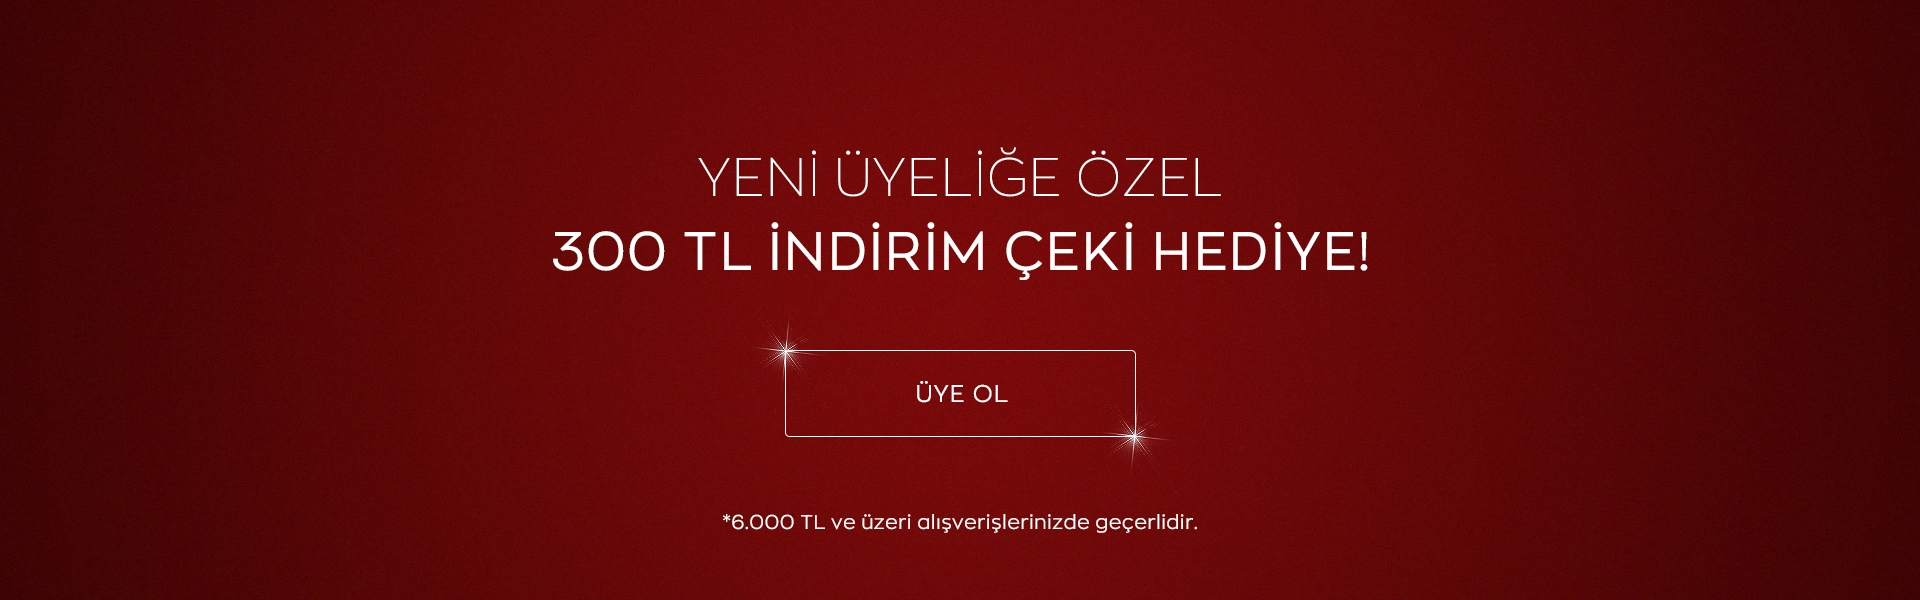 YENİ ÜYELİĞE ÖZEL
300 TL İNDİRİM ÇEKİ HEDİYE!
ÜYE OL
*6.000 TL ve üzeri alışverişlerinizde geçerlidir.